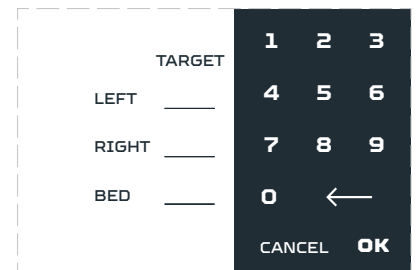 TARGET
LEFT
RIGHT
BED
1 2 3
4 5 6
7 8 9
0
CANCEL OK